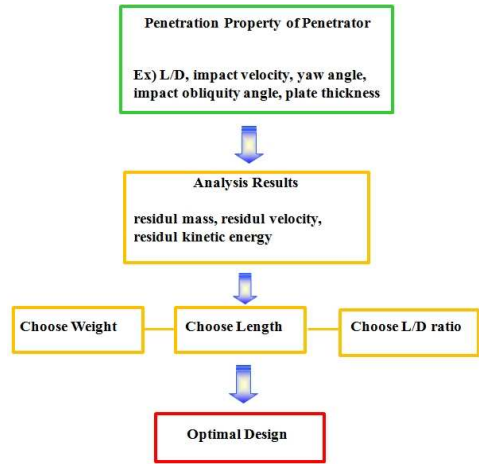 Penetration Property of Penetrator
Ex) L/D, impact velocity, yaw angle,
impact obliquity angle, plate thickness
Analysis Results
residul mass, residul velocity,
residul kinetic energy
Choose Weight
Choose Length
Choose L/D ratio
Optimal Design